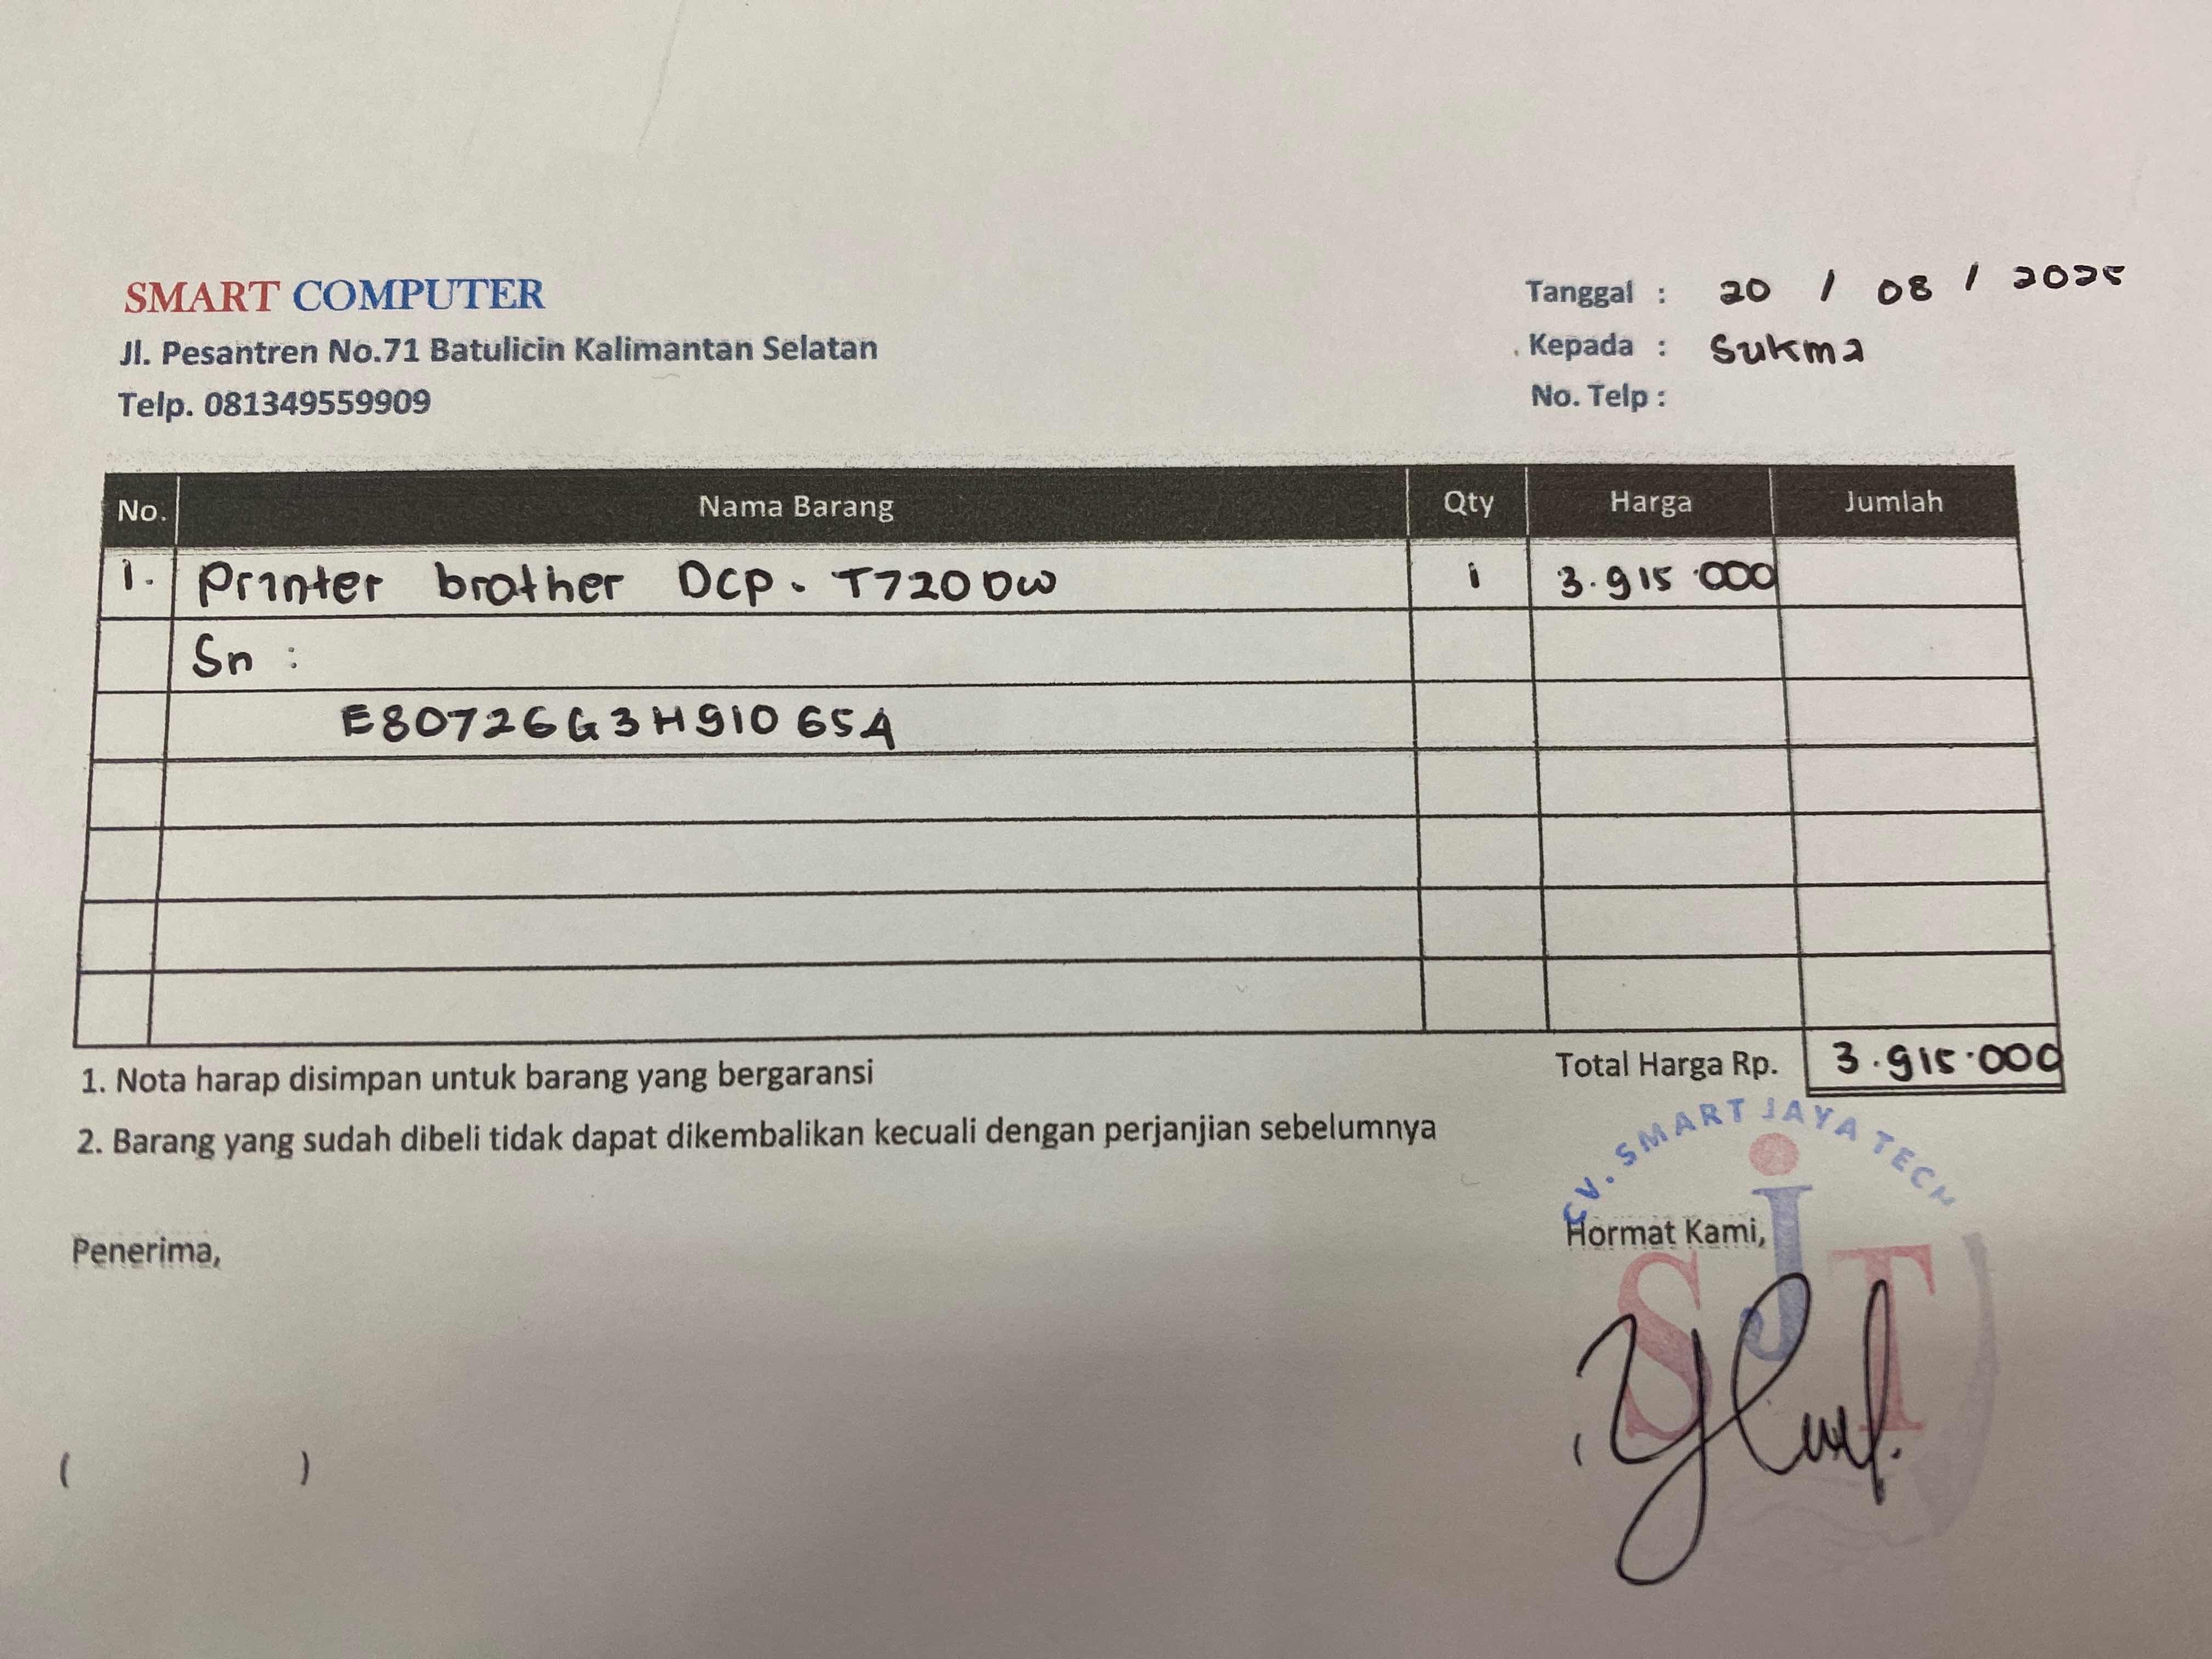 SMART COMPUTER
Jl. Pesantren No.71 Batulicin Kalimantan Selatan
Telp. 081349559909
Tanggal : 20 / 08 / 2025
Kepada : Sukma
No. Telp :
No. Nama Barang Qty Harga Jumlah
1. Printer brother DCP. T720DW 1 3.915.000
Sn :
E80726G3H91065A
Total Harga Rp. 3.915.000
1. Nota harap disimpan untuk barang yang bergaransi
2. Barang yang sudah dibeli tidak dapat dikembalikan kecuali dengan perjanjian sebelumnya
CV. SMART JAYA TECH
SJT
Penerima,
Hormat Kami,
( )